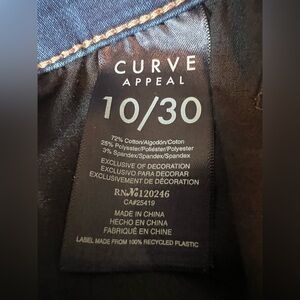 CURVE
APPEAL
10/30
72% Cotton/Algodón/Coton
25% Polyester/Poliéster/Polyester
3% Spandex/Spandex/Spandex
EXCLUSIVE OF DECORATION
EXCLUSIVO PARA DECORAR
EXCLUSIVEMENT DE DÉCORATION
RN№120246
CA#25419
MADE IN CHINA
HECHO EN CHINA
FABRIQUÉ EN CHINE
LABEL MADE FROM 100% RECYCLED PLASTIC